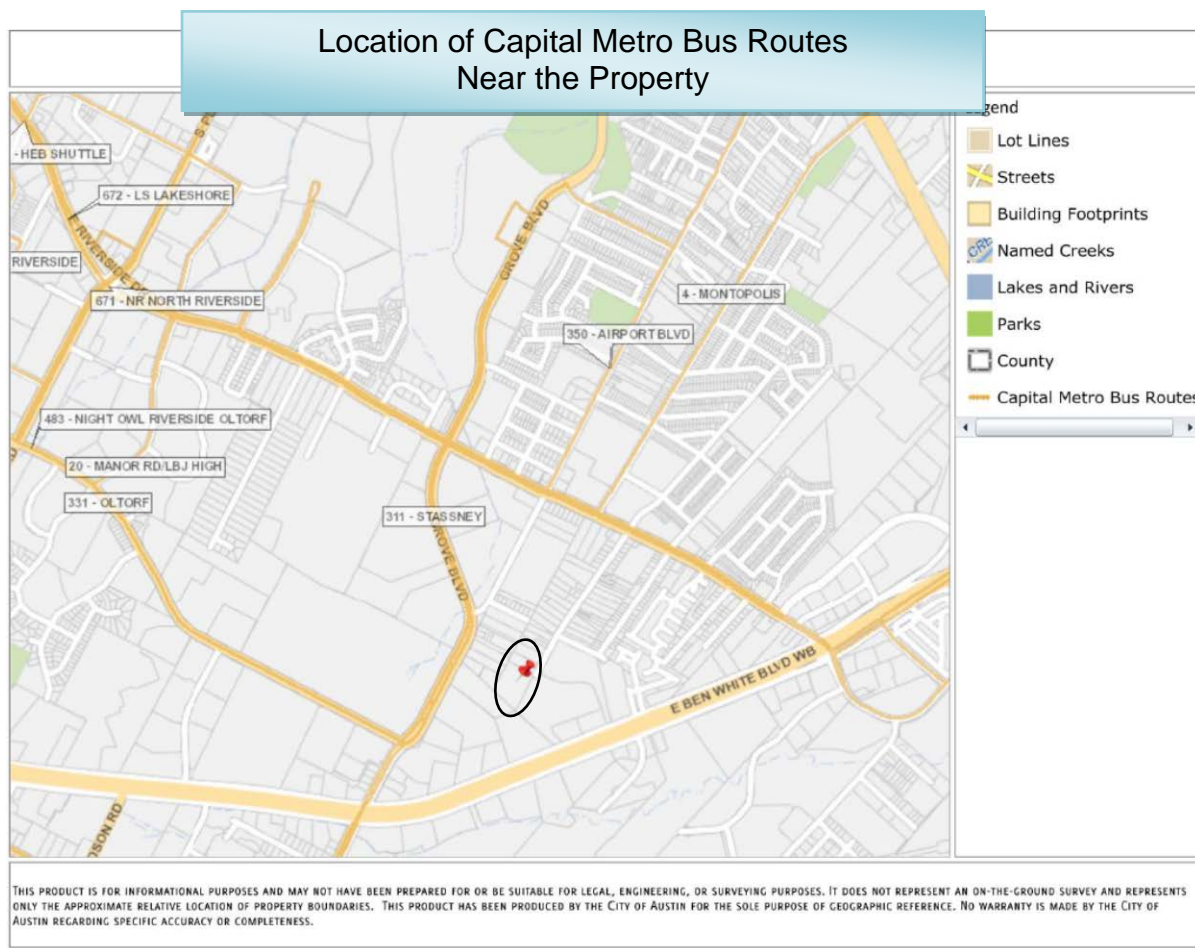 Location of Capital Metro Bus Routes
Near the Property
- HEB SHUTTLE
672 - LS LAKESHORE
E RIVERSIDE
RIVERSIDE
671 - NR NORTH RIVERSIDE
GROVE BLVD
4 - MONTOPOLIS
350 - AIRPORT BLVD
483 - NIGHT OWL RIVERSIDE OLTORF
20 - MANOR RD/LBJ HIGH
331 - OLTORF
311 - STASSNEY
ROVE BLVD
E BEN WHITE BLVD WB
DSON RD
egend
Lot Lines
Streets
Building Footprints
CRE
Named Creeks
Lakes and Rivers
Parks
County
Capital Metro Bus Routes
THIS PRODUCT IS FOR INFORMATIONAL PURPOSES AND MAY NOT HAVE BEEN PREPARED FOR OR BE SUITABLE FOR LEGAL, ENGINEERING, OR SURVEYING PURPOSES. IT DOES NOT REPRESENT AN ON-THE-GROUND SURVEY AND REPRESENTS
ONLY THE APPROXIMATE RELATIVE LOCATION OF PROPERTY BOUNDARIES. THIS PRODUCT HAS BEEN PRODUCED BY THE CITY OF AUSTIN FOR THE SOLE PURPOSE OF GEOGRAPHIC REFERENCE. NO WARRANTY IS MADE BY THE CITY OF
AUSTIN REGARDING SPECIFIC ACCURACY OR COMPLETENESS.